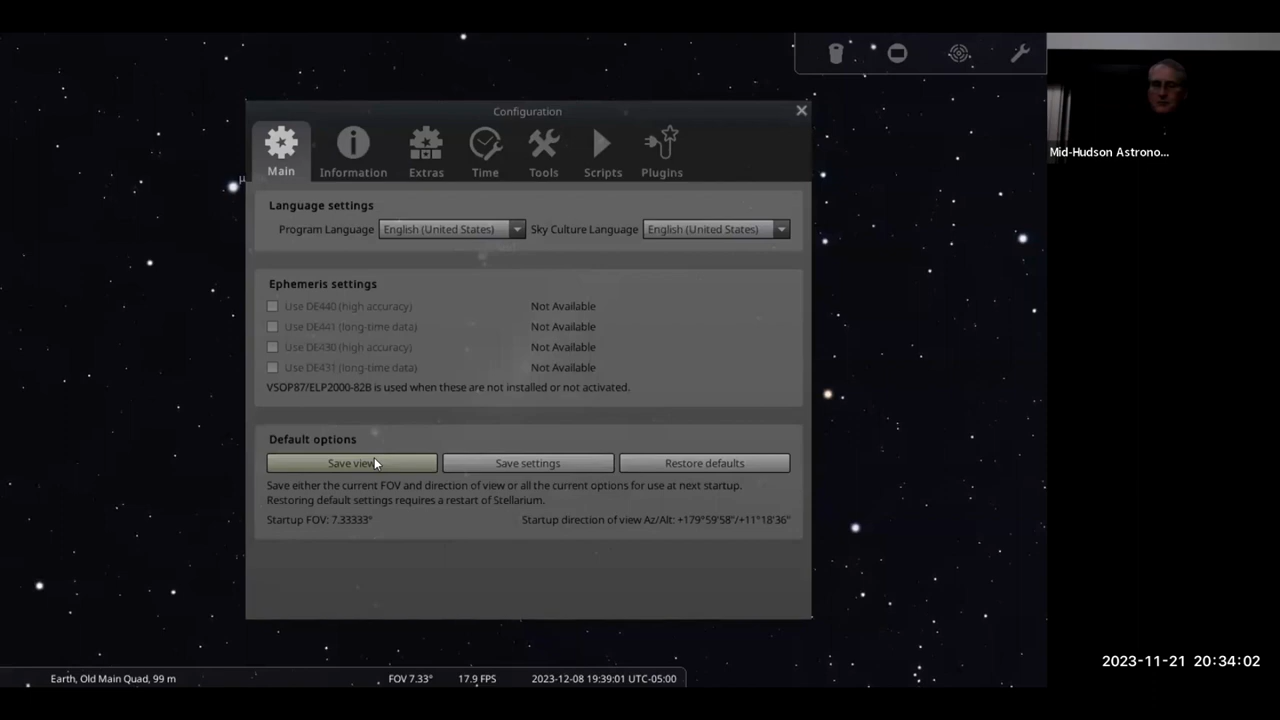 Configuration
Main
Information
Extras
Time
Tools
Scripts
Plugins
μ
Mid-Hudson Astrono...
Language settings
Program Language English (United States) Sky Culture Language English (United States)
Ephemeris settings
Use DE440 (high accuracy) Not Available
Use DE441 (long-time data) Not Available
Use DE430 (high accuracy) Not Available
Use DE431 (long-time data) Not Available
VSOP87/ELP2000-82B is used when these are not installed or not activated.
Default options
Save view Save settings Restore defaults
Save either the current FOV and direction of view or all the current options for use at next startup.
Restoring default settings requires a restart of Stellarium.
Startup FOV: 7.33333° Startup direction of view Az/Alt: +179°59'58"/+11°18'36"
2023-11-21 20:34:02
Earth, Old Main Quad, 99 m FOV 7.33° 17.9 FPS 2023-12-08 19:39:01 UTC-05:00